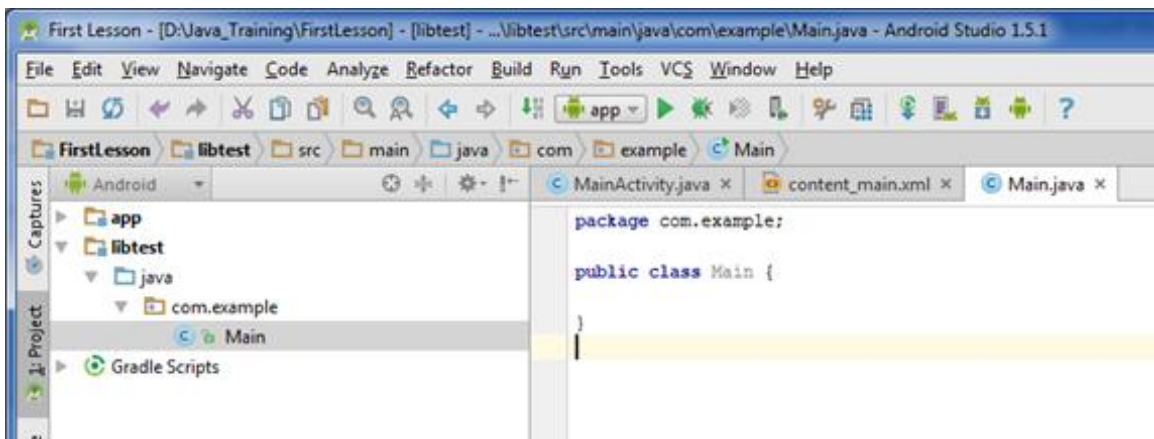 First Lesson - [D:\Java_Training\FirstLesson] - [libtest] - ...\libtest\src\main\java\com\example\Main.java - Android Studio 1.5.1
File Edit View Navigate Code Analyze Refactor Build Run Tools VCS Window Help
app ?
FirstLesson libtest src main java com example Main
Captures
1: Project
Android
app
libtest
java
com.example
Main
Gradle Scripts
MainActivity.java × content_main.xml × Main.java ×
package com.example;
public class Main {
}